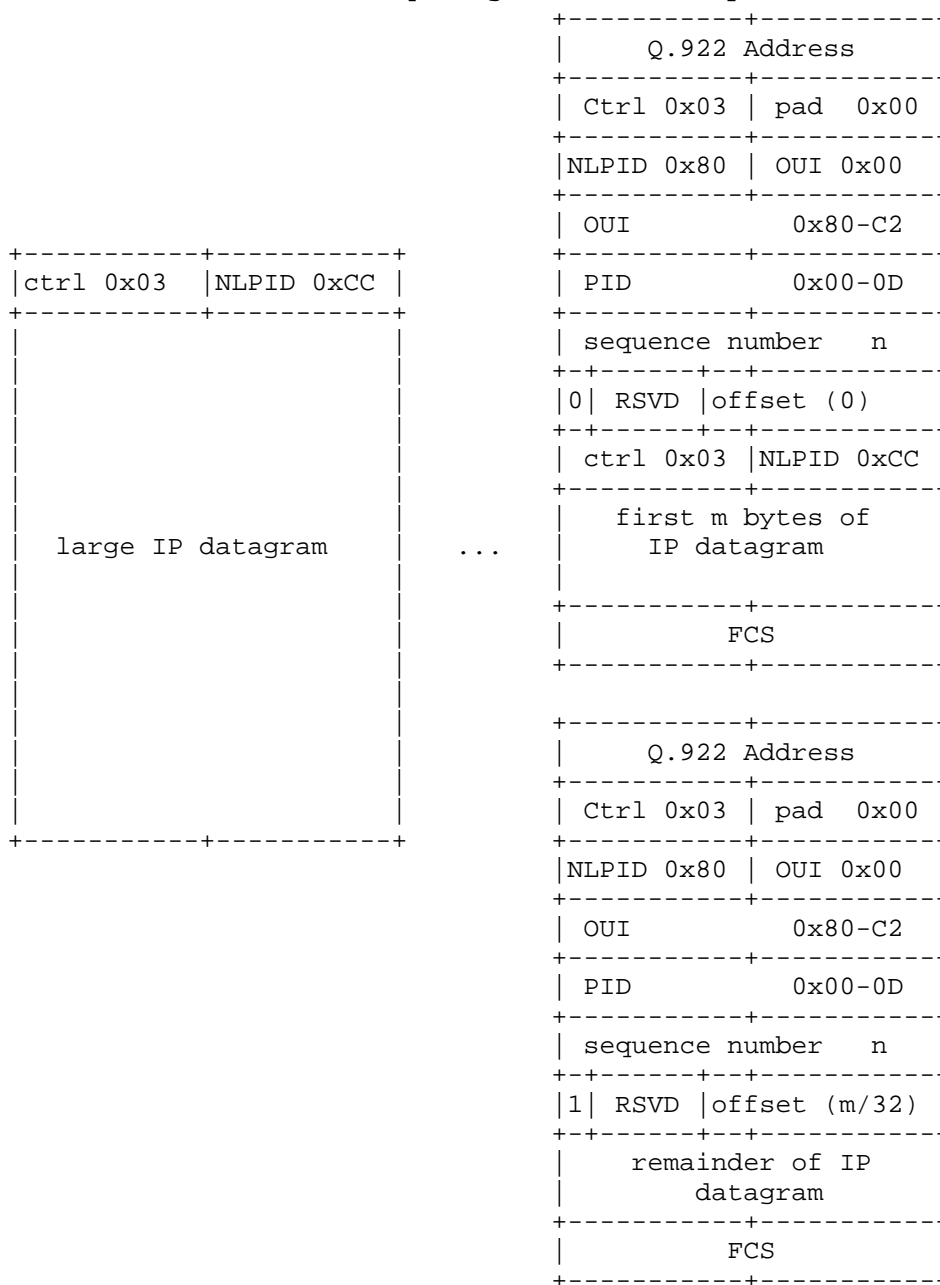 ctrl 0x03 NLPID 0xCC
large IP datagram
...
Q.922 Address
Ctrl 0x03 pad 0x00
NLPID 0x80 OUI 0x00
OUI 0x80-C2
PID 0x00-0D
sequence number n
0 RSVD offset (0)
ctrl 0x03 NLPID 0xCC
first m bytes of
IP datagram
FCS
Q.922 Address
Ctrl 0x03 pad 0x00
NLPID 0x80 OUI 0x00
OUI 0x80-C2
PID 0x00-0D
sequence number n
1 RSVD offset (m/32)
remainder of IP
datagram
FCS